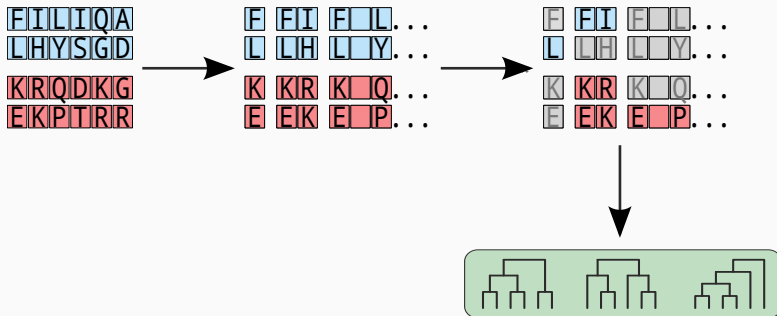 FILIQA F FI F L... F FI F L...
LHYSGD L LH L Y... L LH L Y...
KRQDKG K KR K Q... K KR K Q...
EKPTRR E EK E P... E EK E P...